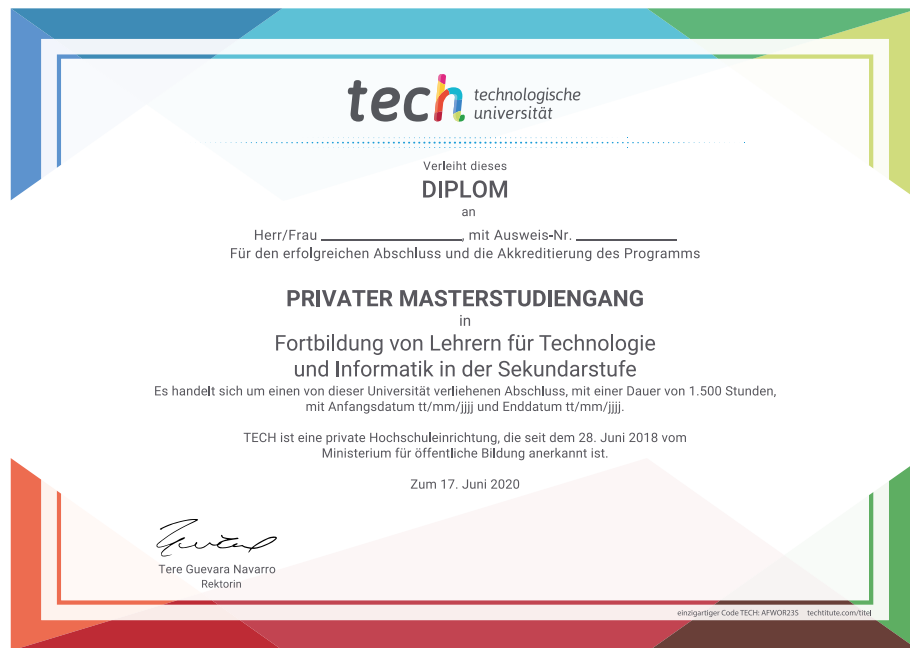 tech technologische
universität
Verleiht dieses
DIPLOM
an
Herr/Frau ____________, mit Ausweis-Nr. ____________
Für den erfolgreichen Abschluss und die Akkreditierung des Programms
PRIVATER MASTERSTUDIENGANG
in
Fortbildung von Lehrern für Technologie
und Informatik in der Sekundarstufe
Es handelt sich um einen von dieser Universität verliehenen Abschluss, mit einer Dauer von 1.500 Stunden,
mit Anfangsdatum tt/mm/jjjj und Enddatum tt/mm/jjjj.
TECH ist eine private Hochschuleinrichtung, die seit dem 28. Juni 2018 vom
Ministerium für öffentliche Bildung anerkannt ist.
Zum 17. Juni 2020
Tere Guevara Navarro
Rektorin
einzigartiger Code TECH: AFWOR235 techtitute.com/titel